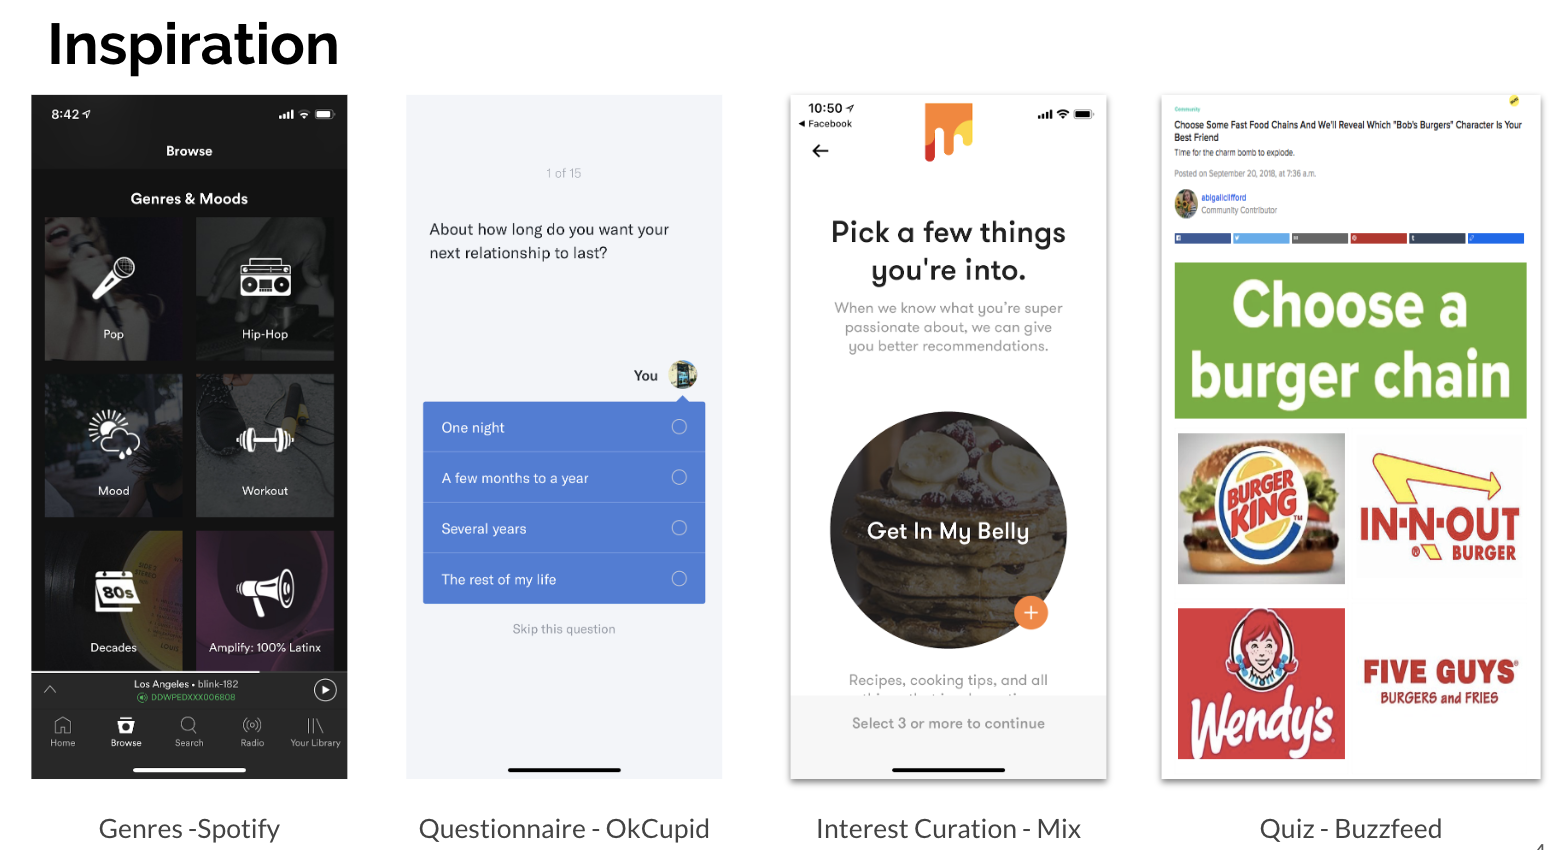 Inspiration
8:42
Browse
Genres & Moods
Pop
Hip-Hop
Mood
Workout
80s
Decades
Amplify: 100% Latinx
Los Angeles • blink-182
DDWPEDXXX006808
Home
Browse
Search
Radio
Your Library
Genres -Spotify
1 of 15
About how long do you want your
next relationship to last?
You
One night
A few months to a year
Several years
The rest of my life
Skip this question
Questionnaire - OkCupid
10:50
◀ Facebook
Pick a few things
you're into.
When we know what you're super
passionate about, we can give
you better recommendations.
Get In My Belly
Recipes, cooking tips, and all
Select 3 or more to continue
Interest Curation - Mix
Community
Choose Some Fast Food Chains And We'll Reveal Which "Bob's Burgers" Character Is Your
Best Friend
Time for the charm bomb to explode.
Posted on September 20, 2018, at 7:36 a.m.
abigailclifford
Community Contributor
Choose a
burger chain
BURGER
KING
TM
IN-N-OUT
® BURGER
Wendy's
FIVE GUYS®
BURGERS and FRIES
Quiz - Buzzfeed